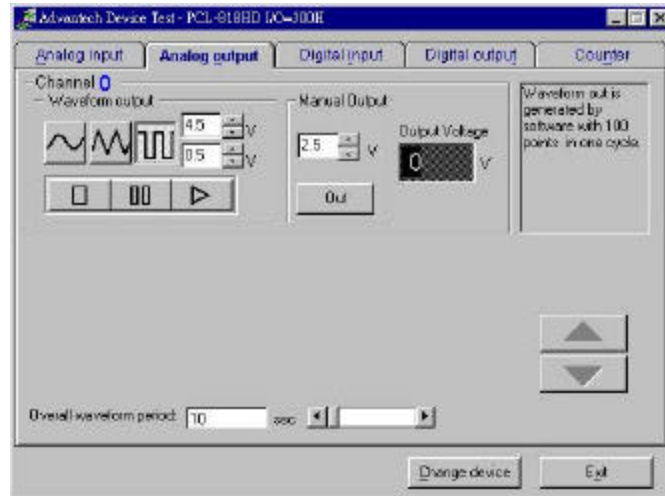 Advantech Device Test - PCL-818HD I/O=300H
Analog input
Analog output
Digital input
Digital output
Counter
Channel 0
Waveform output
4.5 V
0.5 V
Manual Output
2.5 V
Out
Output Voltage
0 V
Waveform out is
generated by
software with 100
points in one cycle.
Overall waveform period: 10 sec
Change device
Exit